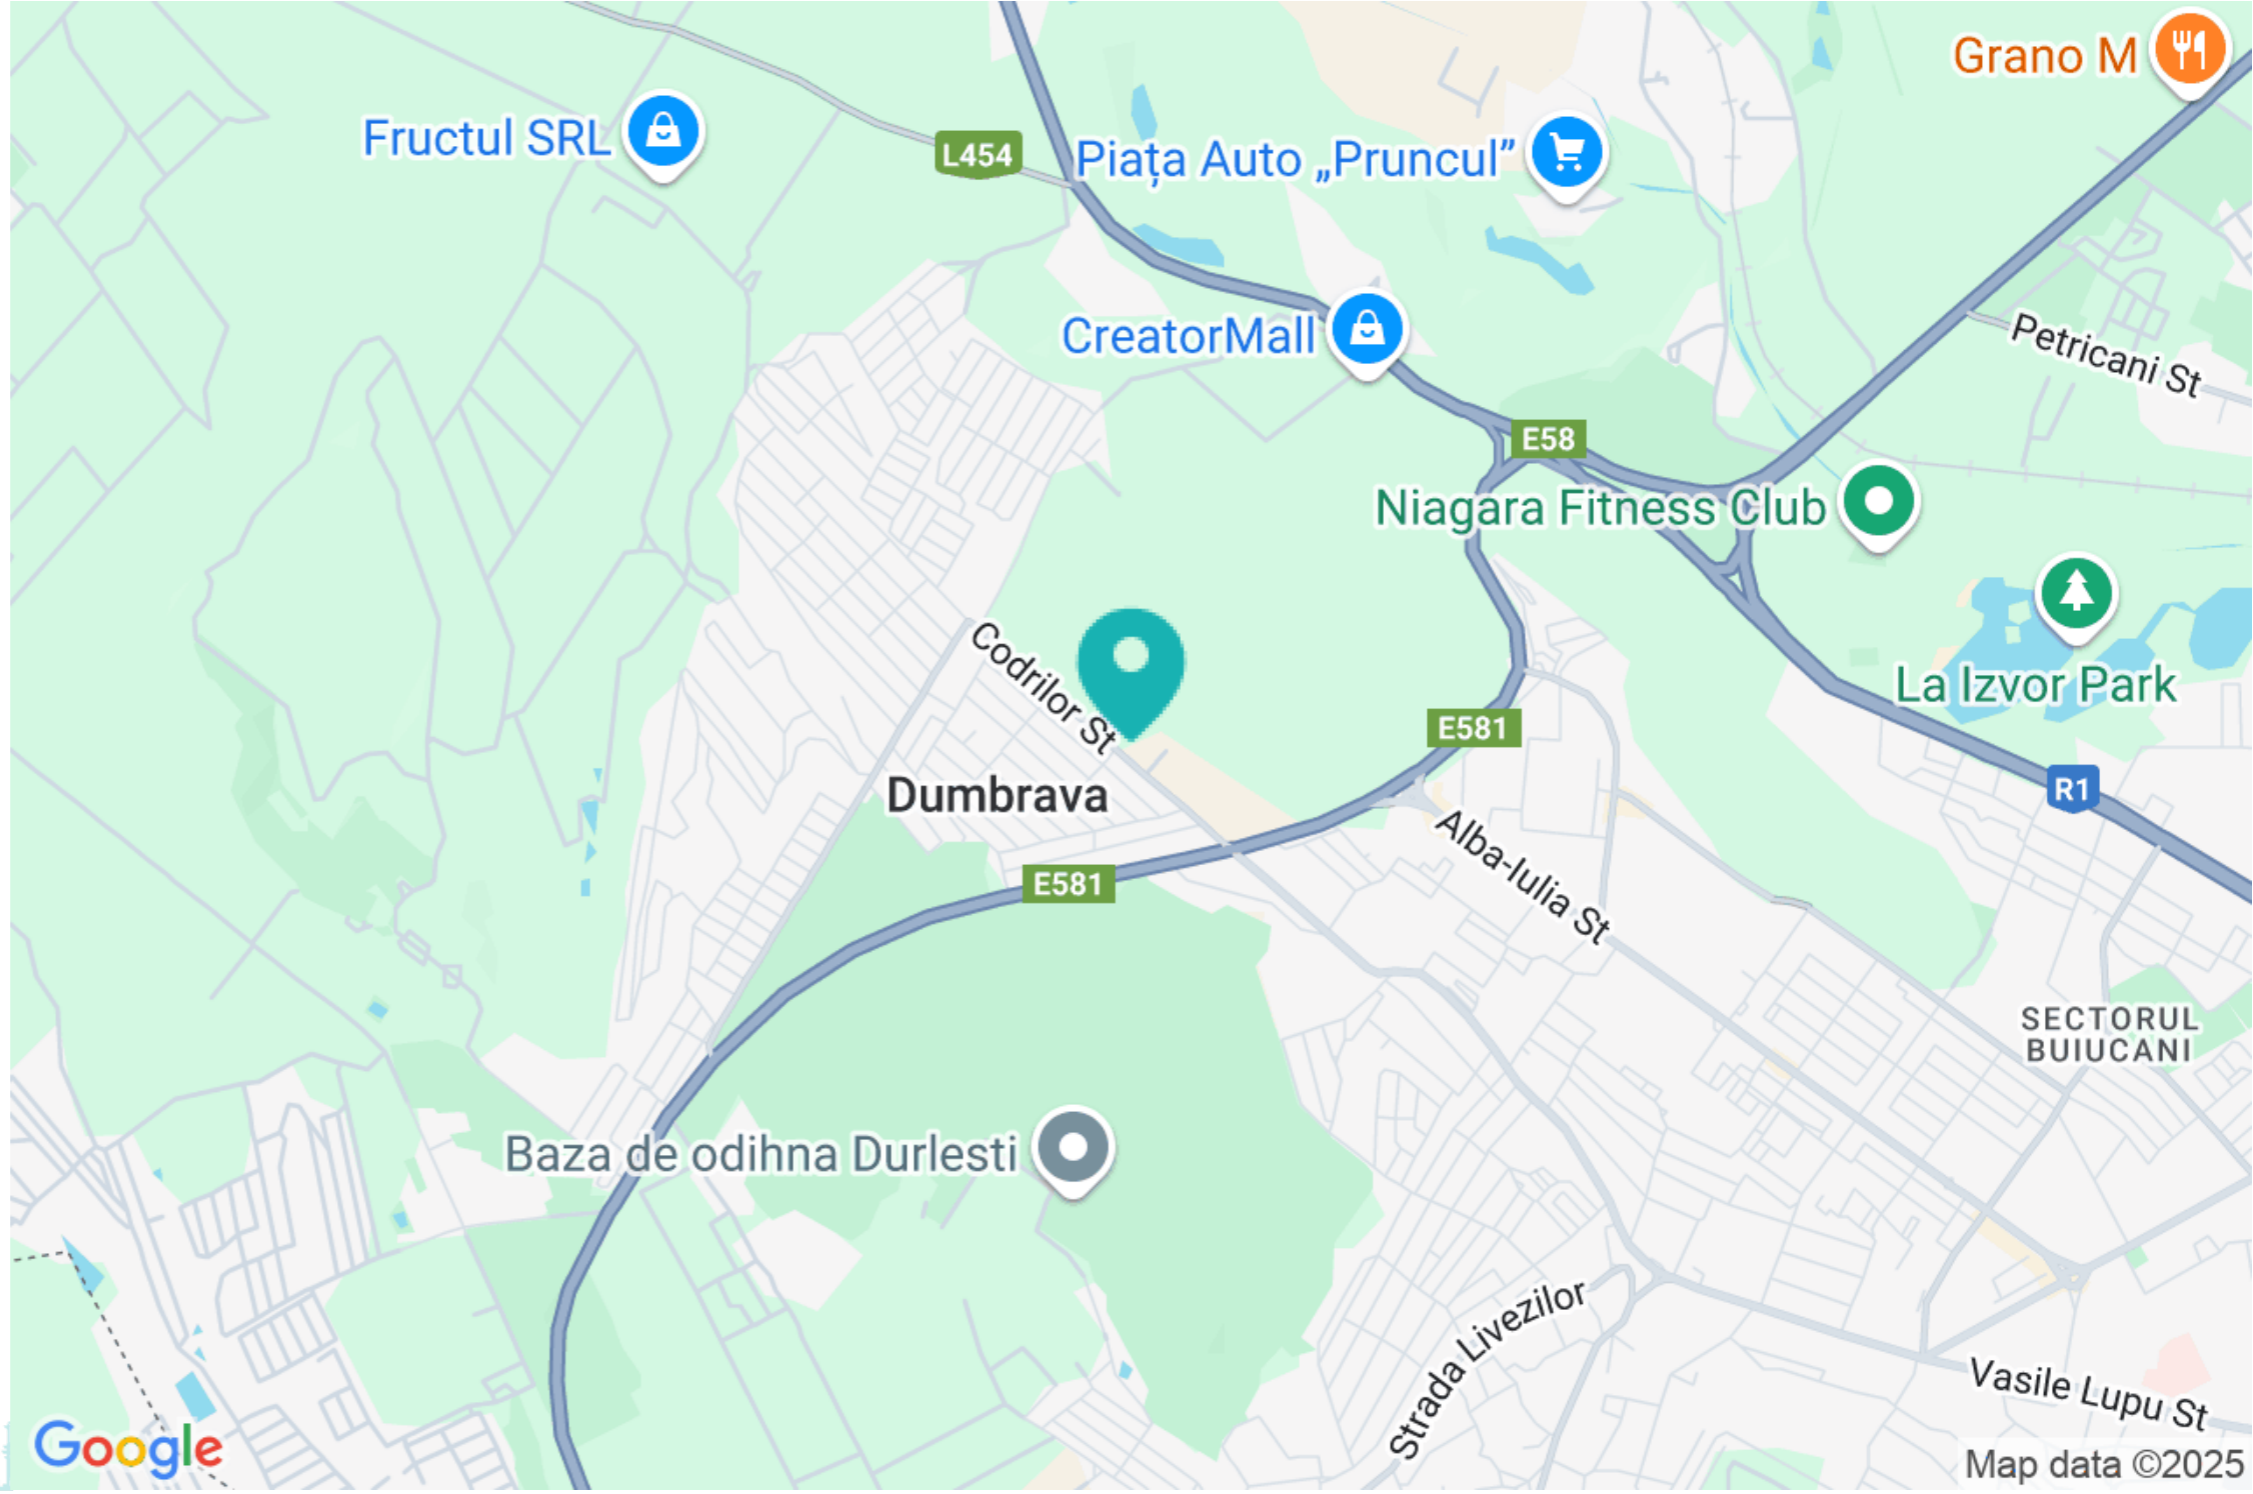 Grano M
Fructul SRL
L454
Piața Auto „Pruncul”
CreatorMall
Petricani St
E58
Niagara Fitness Club
La Izvor Park
Codrilor St
E581
R1
Dumbrava
Alba-Iulia St
E581
SECTORUL
BUIUCANI
Baza de odihna Durlesti
Strada Livezilor
Vasile Lupu St
Google
Map data ©2025